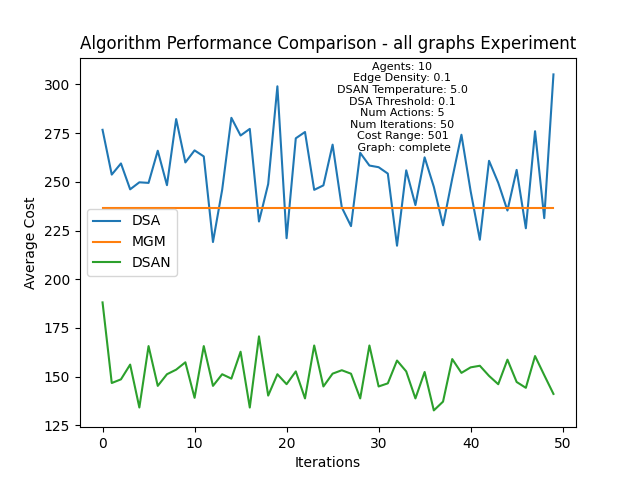 Algorithm Performance Comparison - all graphs Experiment
Agents: 10
Edge Density: 0.1
DSAN Temperature: 5.0
DSA Threshold: 0.1
Num Actions: 5
Num Iterations: 50
Cost Range: 501
Graph: complete
Average Cost
300
275
250
225
200
175
150
125
DSA
MGM
DSAN
0
10
20
30
40
50
Iterations